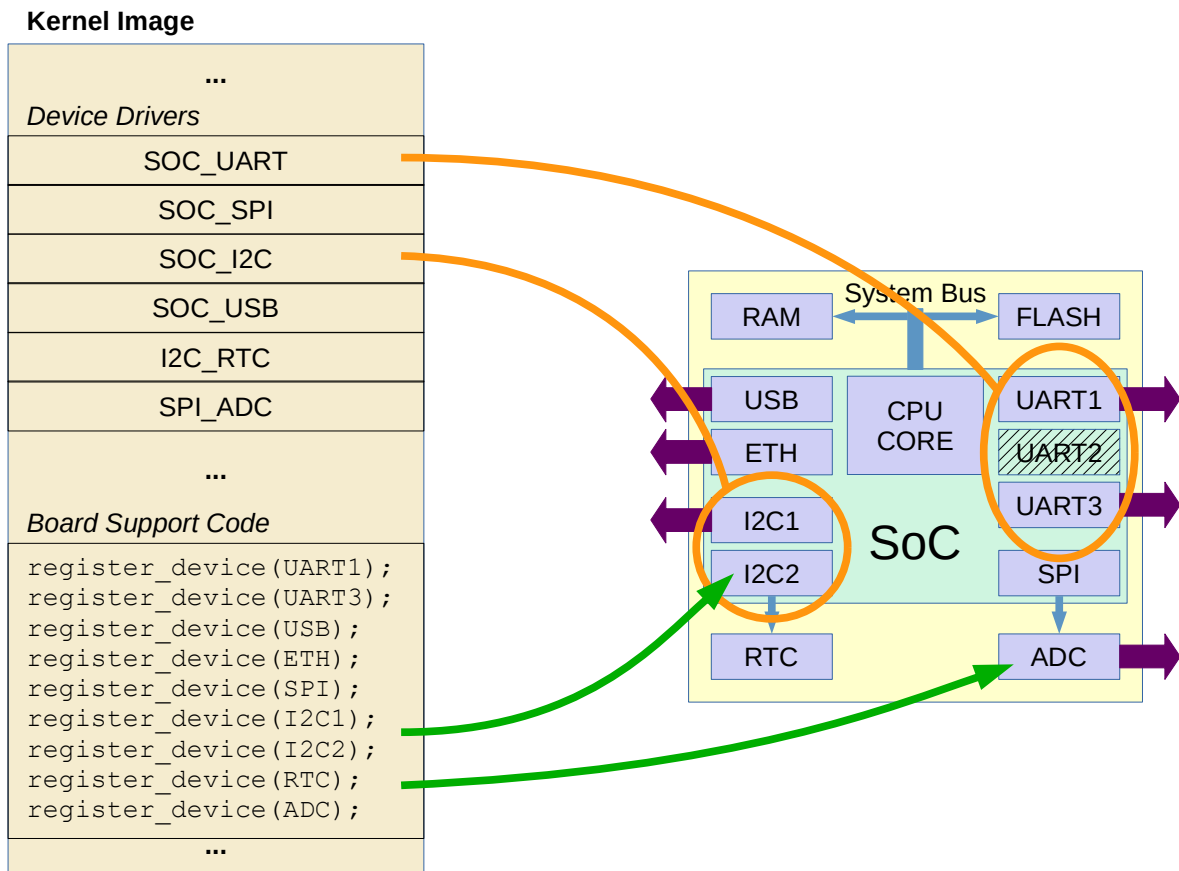 Kernel Image
...
Device Drivers
SOC_UART
SOC_SPI
SOC_I2C
SOC_USB
I2C_RTC
SPI_ADC
...
Board Support Code
register_device(UART1);
register_device(UART3);
register_device(USB);
register_device(ETH);
register_device(SPI);
register_device(I2C1);
register_device(I2C2);
register_device(RTC);
register_device(ADC);
...
System Bus
RAM
FLASH
USB
CPU
CORE
UART1
ETH
UART2
I2C1
UART3
SoC
I2C2
SPI
RTC
ADC